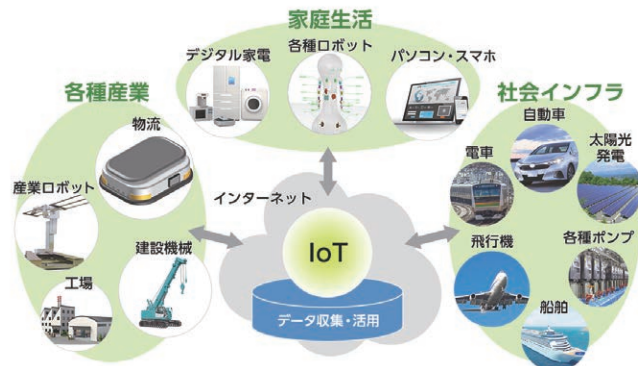 家庭生活
デジタル家電
各種ロボット
パソコン・スマホ
各種産業
物流
産業ロボット
建設機械
工場
社会インフラ
自動車
電車
太陽光
発電
飛行機
各種ポンプ
船舶
インターネット
IoT
データ収集・活用